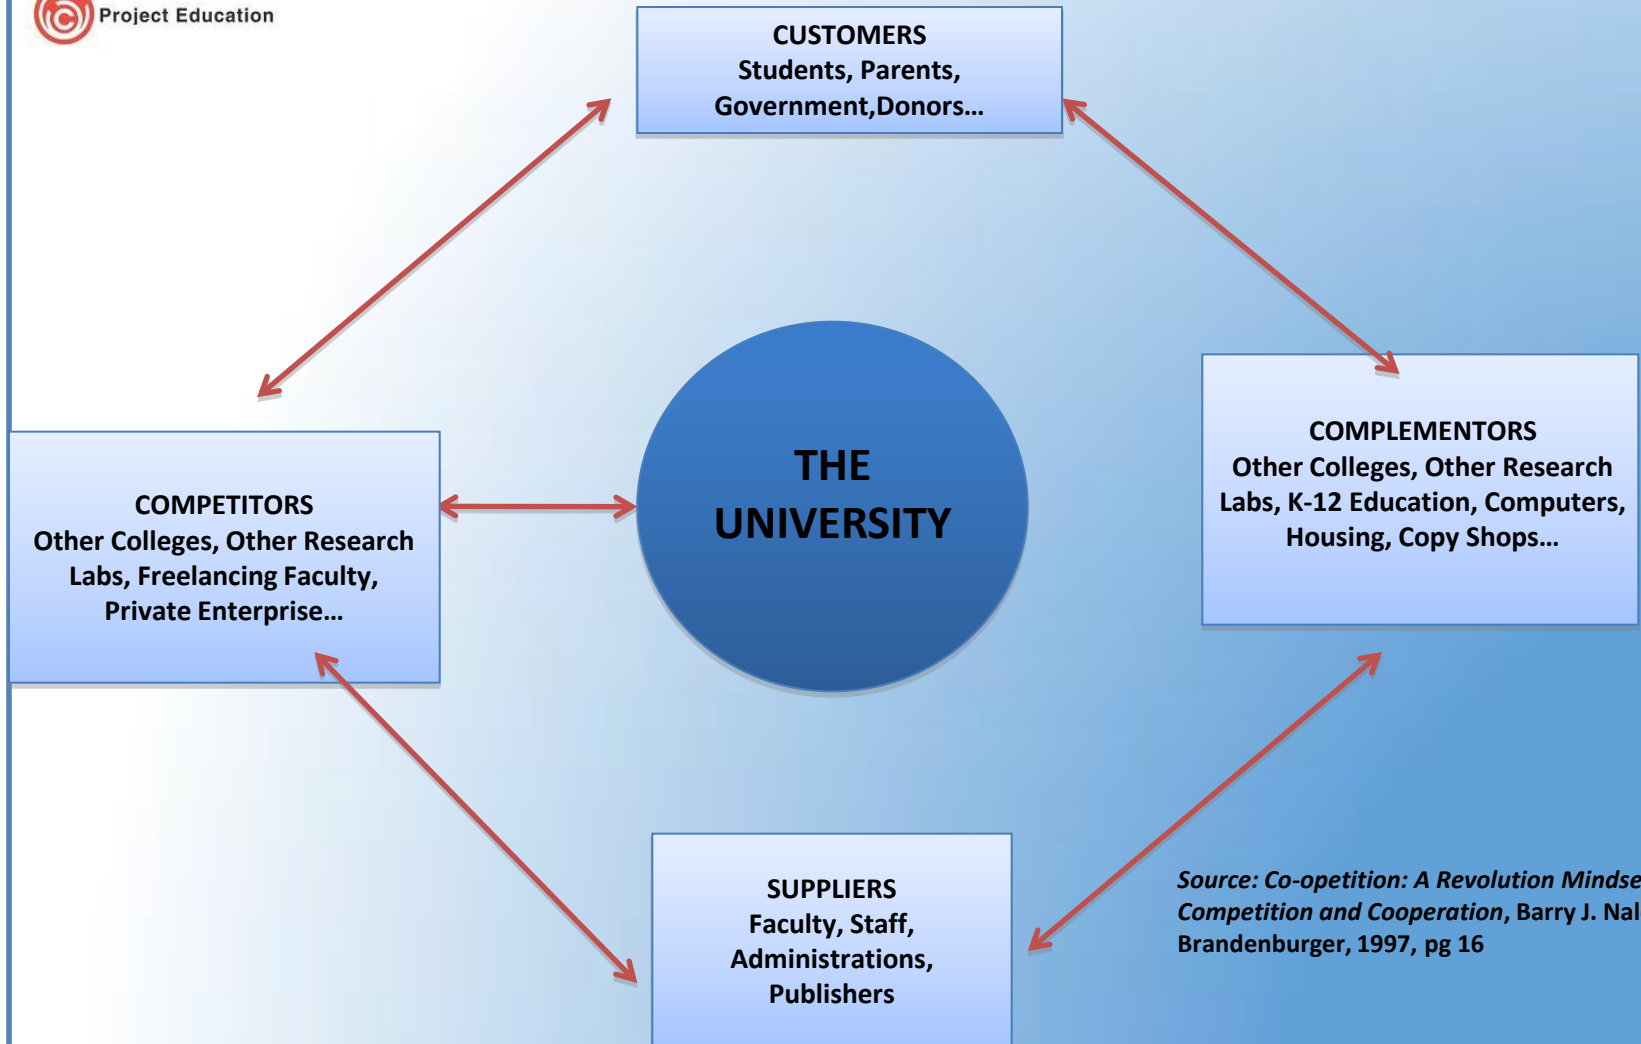 Project Education
CUSTOMERS
Students, Parents,
Government,Donors...
THE
UNIVERSITY
COMPETITORS
Other Colleges, Other Research
Labs, Freelancing Faculty,
Private Enterprise...
COMPLEMENTORS
Other Colleges, Other Research
Labs, K-12 Education, Computers,
Housing, Copy Shops...
SUPPLIERS
Faculty, Staff,
Administrations,
Publishers
Source: Co-opetition: A Revolution Mindse
Competition and Cooperation, Barry J. Nal
Brandenburger, 1997, pg 16